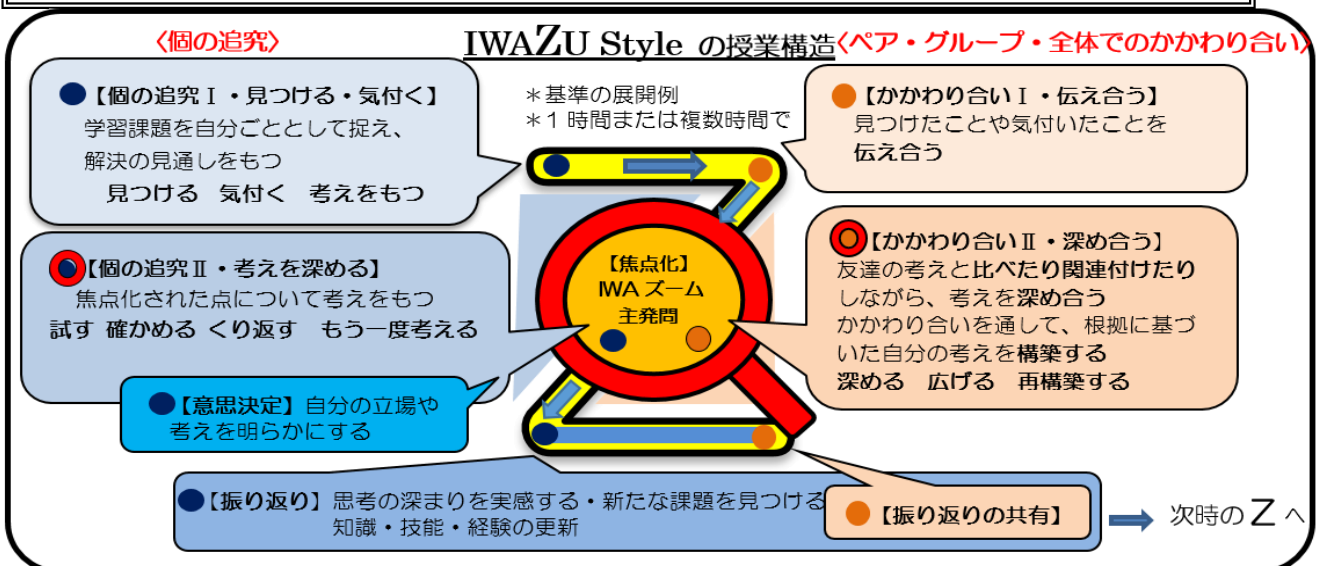 〈個の追究〉
IWAZU Style の授業構造
〈ペア・グループ・全体でのかかわり合い〉
●【個の追究Ⅰ・見つける・気付く】
学習課題を自分ごととして捉え、
解決の見通しをもつ
見つける 気付く 考えをもつ
＊基準の展開例
＊1時間または複数時間で
●【かかわり合いⅠ・伝え合う】
見つけたことや気付いたことを
伝え合う
【個の追究Ⅱ・考えを深める】
焦点化された点について考えをもつ
試す 確かめる くり返す もう一度考える
【焦点化】
IWAズーム
主発問
【かかわり合いⅡ・深め合う】
友達の考えと比べたり関連付けたり
しながら、考えを深め合う
かかわり合いを通して、根拠に基づ
いた自分の考えを構築する
深める 広げる 再構築する
●【意思決定】自分の立場や
考えを明らかにする
●【振り返り】思考の深まりを実感する・新たな課題を見つける
知識・技能・経験の更新
●【振り返りの共有】
次時のZへ